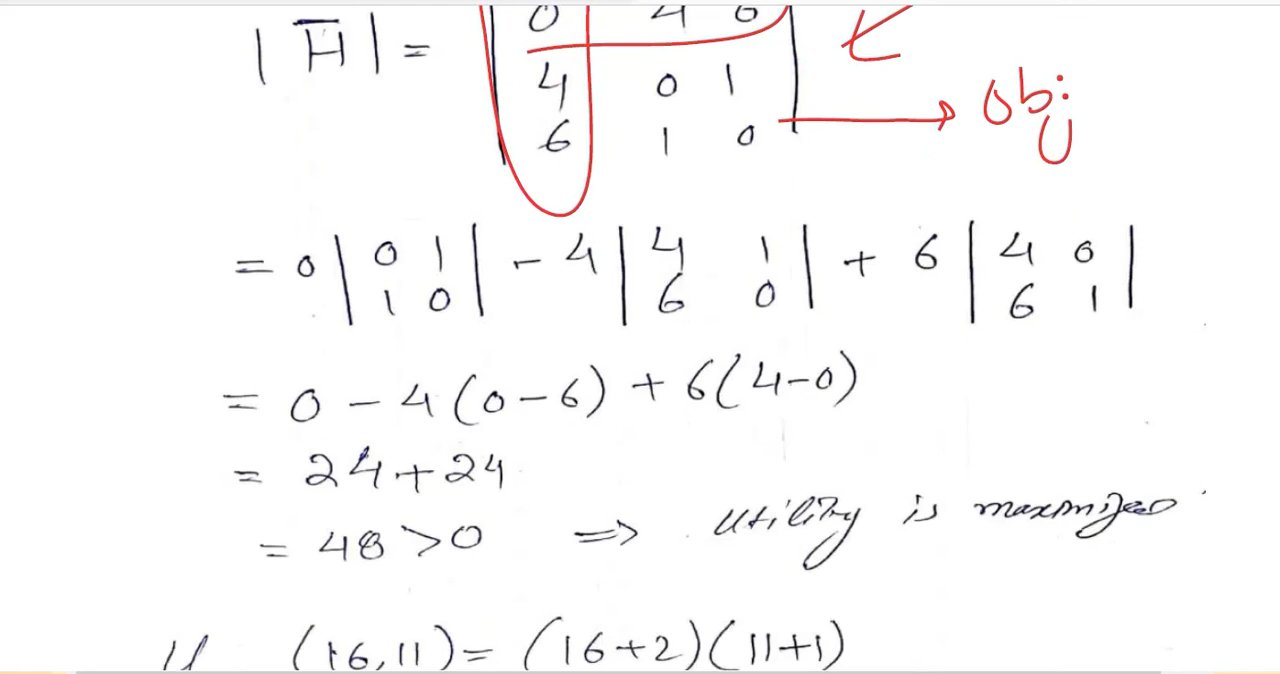 0 4 6
|H̅| =
4 0 1 → obj
6 1 0
= 0 | 0 1 | - 4 | 4 1 | + 6 | 4 0 |
| 1 0 | | 6 0 | | 6 1 |
= 0 - 4(0-6) + 6(4-0)
= 24+24
= 48 >0 => utility is maximized
U (16,11) = (16+2)(11+1)